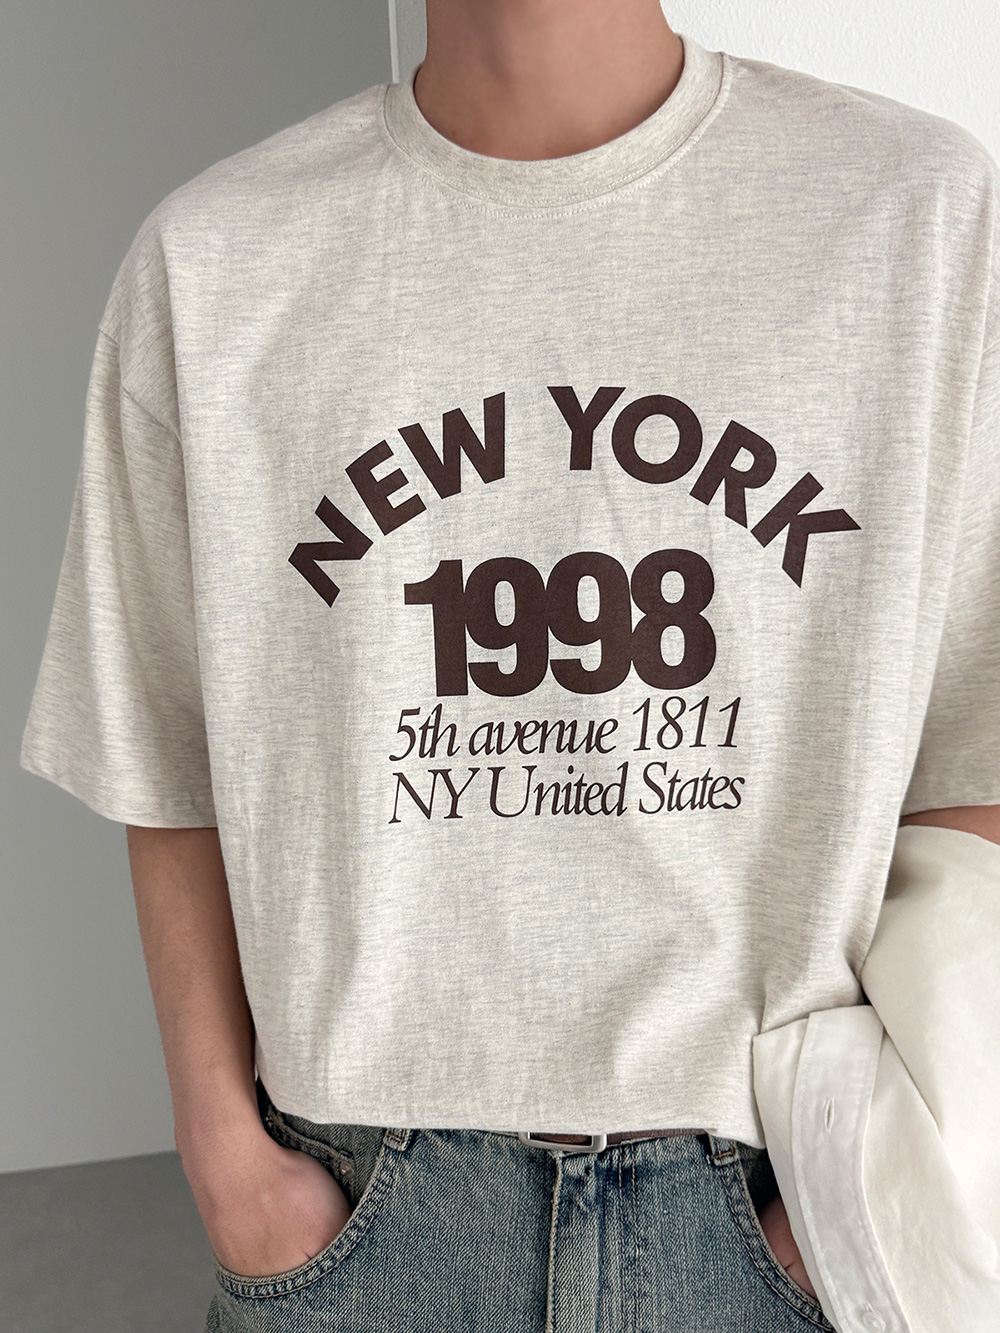 NEW YORK
1998
5th avenue 1811
NY United States